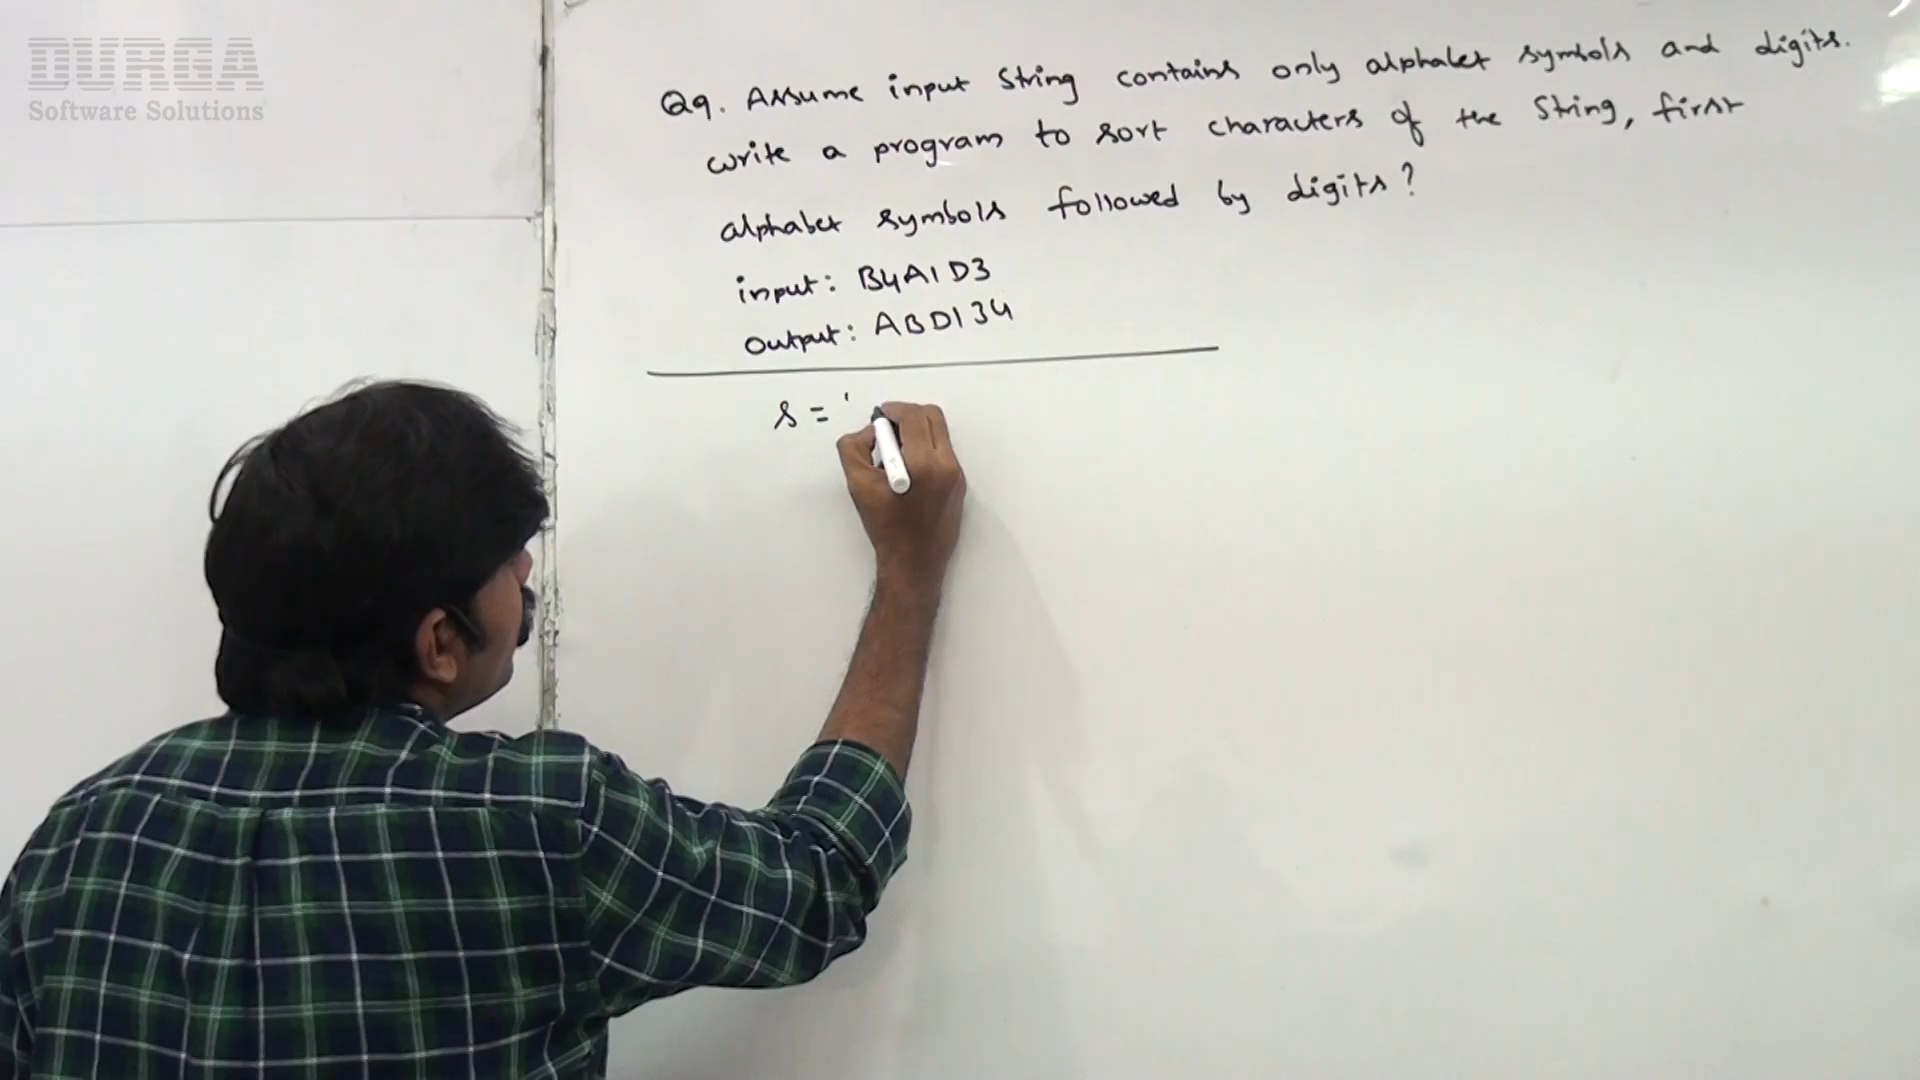 DURGA
Software Solutions
Q9. Assume input String contains only alphabet symbols and digits.
write a program to sort characters of the String, first
alphabet symbols followed by digits?
input: B4A1D3
output: ABD134
s = '